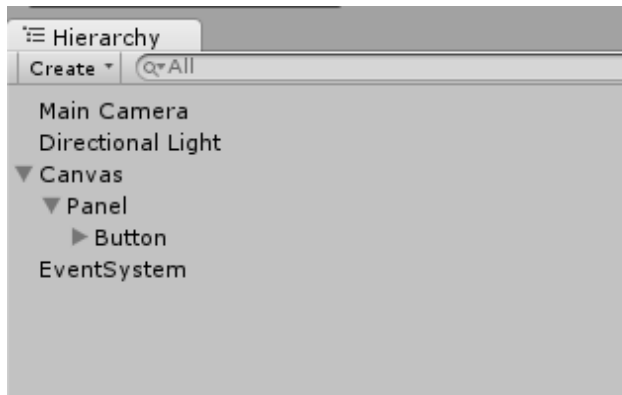 Hierarchy
Create All
Main Camera
Directional Light
Canvas
Panel
Button
EventSystem